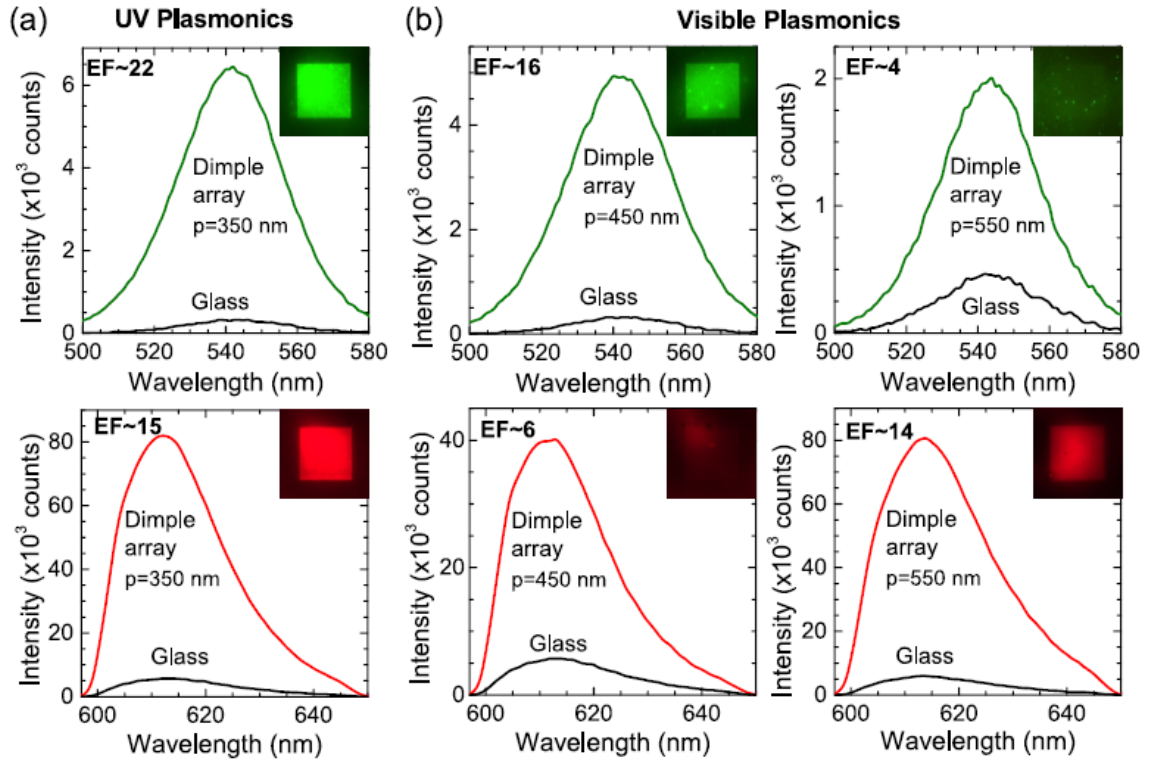 (a) UV Plasmonics
(b) Visible Plasmonics
EF~22
Intensity (x10³ counts)
6
4
2
0
Dimple
array
p=350 nm
Glass
500 520 540 560 580
Wavelength (nm)
EF~16
Intensity (x10³ counts)
4
2
0
Dimple
array
p=450 nm
Glass
500 520 540 560 580
Wavelength (nm)
EF~4
Intensity (x10³ counts)
2
1
0
Dimple
array
p=550 nm
Glass
500 520 540 560 580
Wavelength (nm)
EF~15
Intensity (x10³ counts)
80
60
40
20
0
Dimple
array
p=350 nm
Glass
600 620 640
Wavelength (nm)
EF~6
Intensity (x10³ counts)
40
20
0
Dimple
array
p=450 nm
Glass
600 620 640
Wavelength (nm)
EF~14
Intensity (x10³ counts)
80
60
40
20
0
Dimple
array
p=550 nm
Glass
600 620 640
Wavelength (nm)